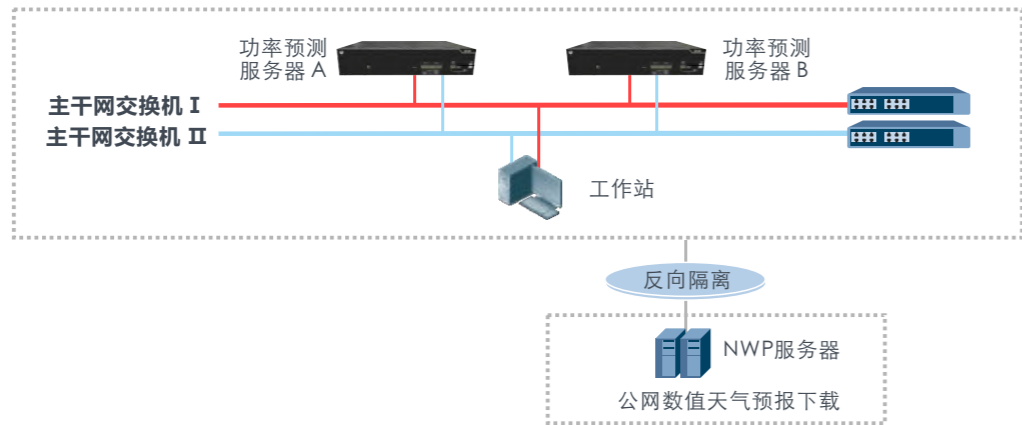 功率预测
服务器 A
功率预测
服务器 B
主干网交换机 I
主干网交换机 II
工作站
反向隔离
NWP服务器
公网数值天气预报下载